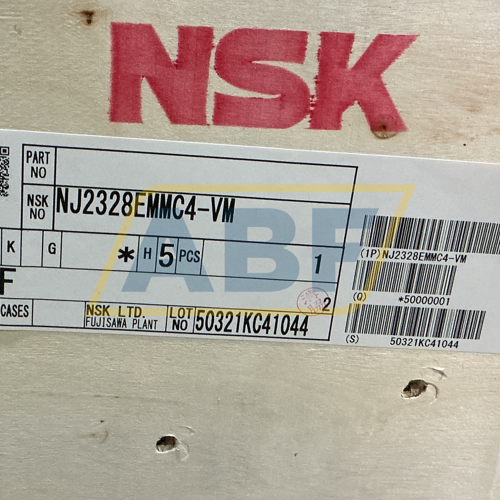 NSK
PART NO
NSK NO NJ2328EMMC4-VM
K G * H 5 PCS 1
F 2
CASES NSK LTD. FUJISAWA PLANT LOT NO 50321KC41044
(1P)NJ2328EMMC4-VM
(Q) *50000001
(S) 50321KC41044
ABF